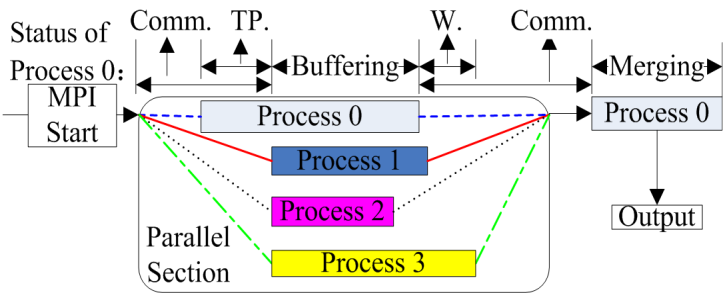 Status of
Process 0:
Comm.
TP.
W.
Comm.
Buffering
Merging
MPI
Start
Process 0
Process 0
Process 1
Process 2
Process 3
Parallel
Section
Output